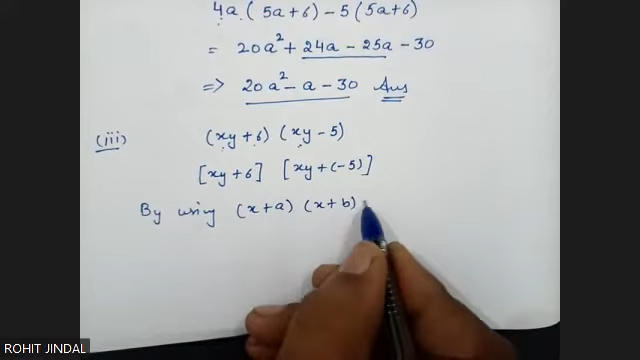 4a ( 5a + 6 ) - 5 ( 5a + 6 )
= 20a² + 24a - 25a - 30
=> 20a² - a - 30 Ans
(iii) (xy + 6) (xy - 5)
[xy + 6] [xy + (-5)]
By using (x + a) (x + b)
ROHIT JINDAL